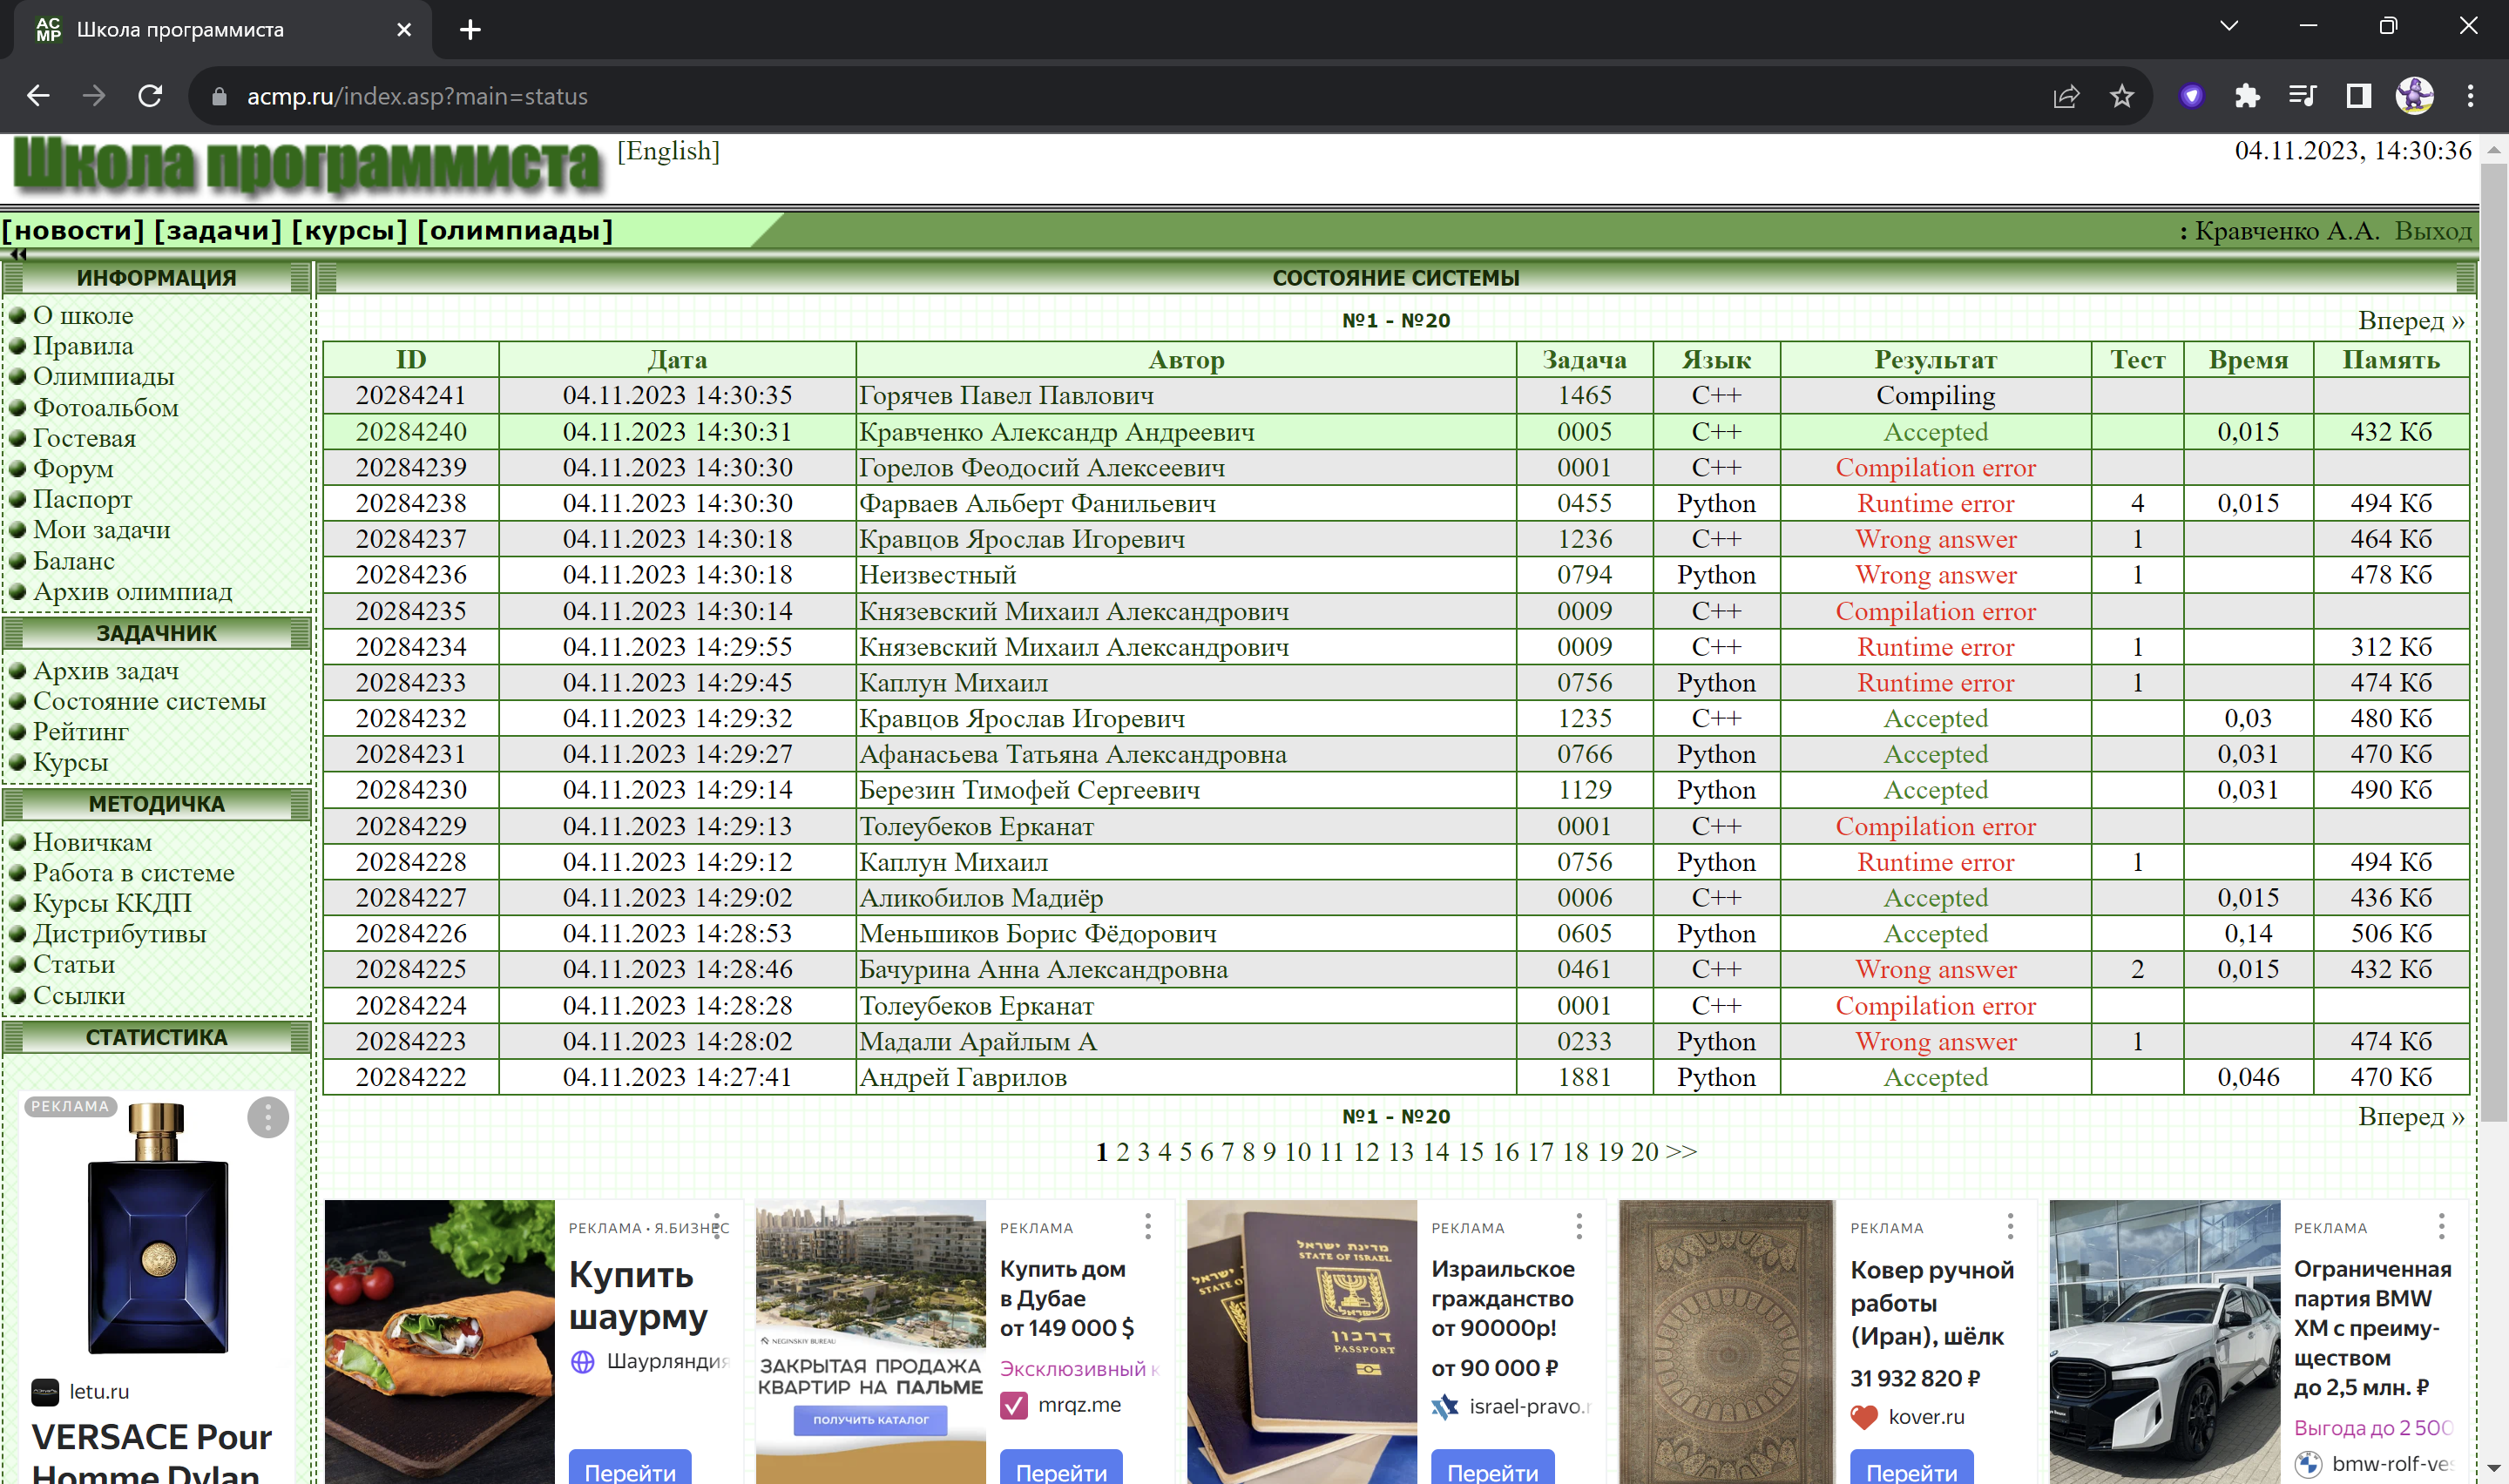 Школа программиста
acmp.ru/index.asp?main=status
Школа программиста [English] 04.11.2023, 14:30:36
[новости] [задачи] [курсы] [олимпиады] : Кравченко А.А. Выход
ИНФОРМАЦИЯ
О школе
Правила
Олимпиады
Фотоальбом
Гостевая
Форум
Паспорт
Мои задачи
Баланс
Архив олимпиад
ЗАДАЧНИК
Архив задач
Состояние системы
Рейтинг
Курсы
МЕТОДИЧКА
Новичкам
Работа в системе
Курсы ККДП
Дистрибутивы
Статьи
Ссылки
СТАТИСТИКА
РЕКЛАМА
letu.ru
VERSACE Pour
Homme Dylan
СОСТОЯНИЕ СИСТЕМЫ
№1 - №20 Вперед »
ID Дата Автор Задача Язык Результат Тест Время Память
20284241 04.11.2023 14:30:35 Горячев Павел Павлович 1465 C++ Compiling
20284240 04.11.2023 14:30:31 Кравченко Александр Андреевич 0005 C++ Accepted 0,015 432 Кб
20284239 04.11.2023 14:30:30 Горелов Феодосий Алексеевич 0001 C++ Compilation error
20284238 04.11.2023 14:30:30 Фарваев Альберт Фанильевич 0455 Python Runtime error 4 0,015 494 Кб
20284237 04.11.2023 14:30:18 Кравцов Ярослав Игоревич 1236 C++ Wrong answer 1 464 Кб
20284236 04.11.2023 14:30:18 Неизвестный 0794 Python Wrong answer 1 478 Кб
20284235 04.11.2023 14:30:14 Князевский Михаил Александрович 0009 C++ Compilation error
20284234 04.11.2023 14:29:55 Князевский Михаил Александрович 0009 C++ Runtime error 1 312 Кб
20284233 04.11.2023 14:29:45 Каплун Михаил 0756 Python Runtime error 1 474 Кб
20284232 04.11.2023 14:29:32 Кравцов Ярослав Игоревич 1235 C++ Accepted 0,03 480 Кб
20284231 04.11.2023 14:29:27 Афанасьева Татьяна Александровна 0766 Python Accepted 0,031 470 Кб
20284230 04.11.2023 14:29:14 Березин Тимофей Сергеевич 1129 Python Accepted 0,031 490 Кб
20284229 04.11.2023 14:29:13 Толеубеков Ерканат 0001 C++ Compilation error
20284228 04.11.2023 14:29:12 Каплун Михаил 0756 Python Runtime error 1 494 Кб
20284227 04.11.2023 14:29:02 Аликобилов Мадиёр 0006 C++ Accepted 0,015 436 Кб
20284226 04.11.2023 14:28:53 Меньшиков Борис Фёдорович 0605 Python Accepted 0,14 506 Кб
20284225 04.11.2023 14:28:46 Бачурина Анна Александровна 0461 C++ Wrong answer 2 0,015 432 Кб
20284224 04.11.2023 14:28:28 Толеубеков Ерканат 0001 C++ Compilation error
20284223 04.11.2023 14:28:02 Мадали Арайлым А 0233 Python Wrong answer 1 474 Кб
20284222 04.11.2023 14:27:41 Андрей Гаврилов 1881 Python Accepted 0,046 470 Кб
№1 - №20 Вперед »
1 2 3 4 5 6 7 8 9 10 11 12 13 14 15 16 17 18 19 20 >>
РЕКЛАМА • Я.БИЗНЕС
Купить
шаурму
Шаурляндия
Перейти
NEGINSKIY BUREAU
ЗАКРЫТАЯ ПРОДАЖА
КВАРТИР НА ПАЛЬМЕ
ПОЛУЧИТЬ КАТАЛОГ
РЕКЛАМА
Купить дом
в Дубае
от 149 000 $
Эксклюзивный к
mrqz.me
Перейти
מדינת ישראל
STATE OF ISRAEL
דרכון
PASSPORT
РЕКЛАМА
Израильское
гражданство
от 90000р!
от 90 000 ₽
israel-pravo.r
Перейти
РЕКЛАМА
Ковер ручной
работы
(Иран), шёлк
31 932 820 ₽
kover.ru
Перейти
РЕКЛАМА
Ограниченная
партия BMW
XM с преиму-
ществом
до 2,5 млн. ₽
Выгода до 2 500
bmw-rolf-ves